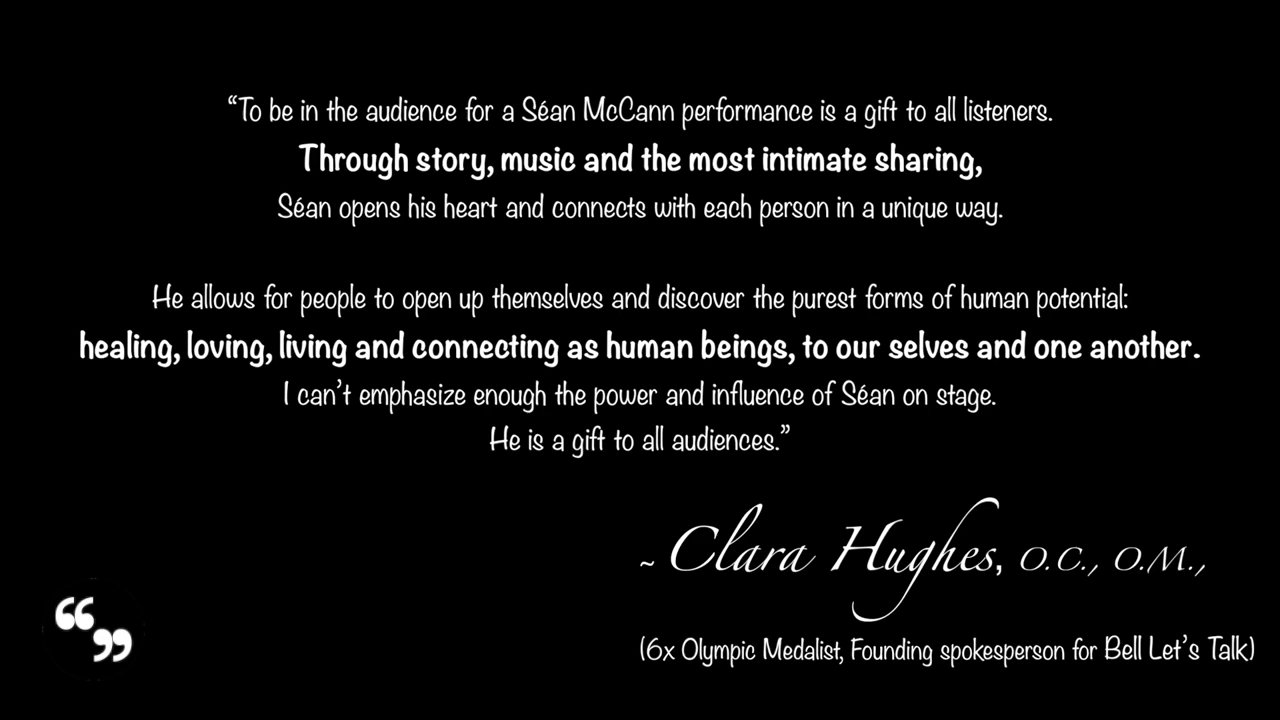 “To be in the audience for a Séan McCann performance is a gift to all listeners.
Through story, music and the most intimate sharing,
Séan opens his heart and connects with each person in a unique way.
He allows for people to open up themselves and discover the purest forms of human potential:
healing, loving, living and connecting as human beings, to our selves and one another.
I can’t emphasize enough the power and influence of Séan on stage.
He is a gift to all audiences.”
~ Clara Hughes, O.C., O.M.,
(6x Olympic Medalist, Founding spokesperson for Bell Let’s Talk)